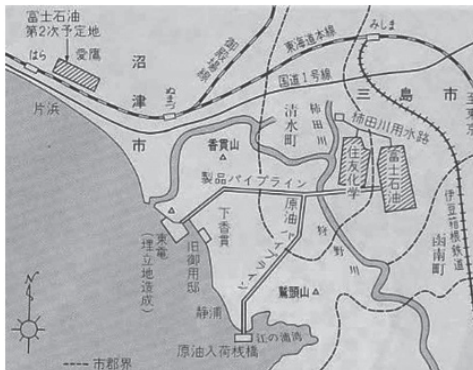 富士石油
第2次予定地
愛鷹
はら
片浜
沼津市
ぬまづ
御殿場線
東海道本線
国道1号線
みしま
三島市
至東京
清水町
柿田川
柿田川用水路
香貫山
製品パイプライン
住友化学
富士石油
伊豆箱根鉄道
函南町
原油パイプライン
狩野川
下香貫
東電
(埋立地造成)
旧御用邸
静浦
鷲頭山
江の浦湾
原油入荷桟橋
市郡界
N